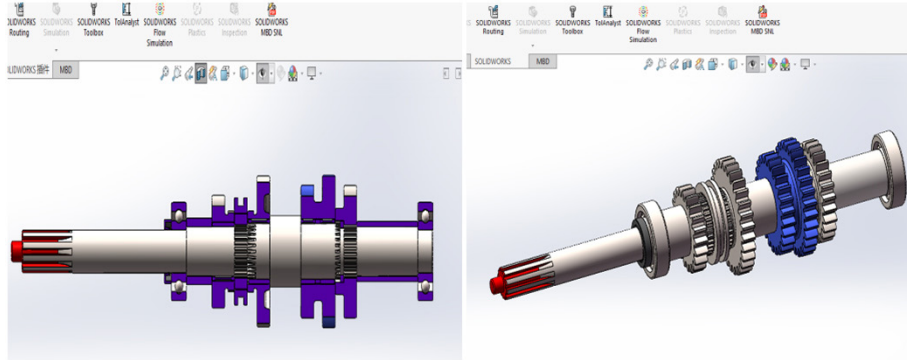 SOLIDWORKS Routing
SOLIDWORKS Simulation
SOLIDWORKS Toolbox
TolAnalyst
SOLIDWORKS Flow Simulation
SOLIDWORKS Plastics
SOLIDWORKS Inspection
SOLIDWORKS MBD SNL
LIDWORKS 插件
MBD
SOLIDWORKS Routing
SOLIDWORKS Simulation
SOLIDWORKS Toolbox
TolAnalyst
SOLIDWORKS Flow Simulation
SOLIDWORKS Plastics
SOLIDWORKS Inspection
SOLIDWORKS MBD SNL
SOLIDWORKS
MBD